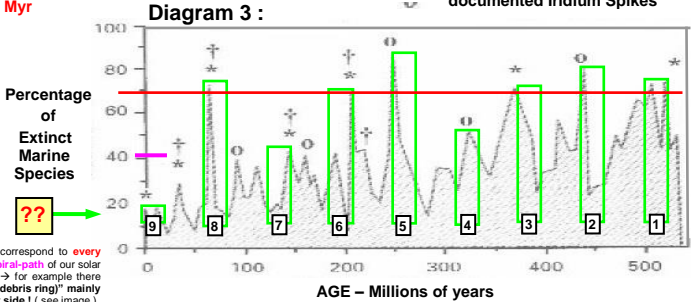 Myr
Diagram 3 :
documented Iridium Spikes
100
80
60
40
20
0
Percentage
of
Extinct
Marine
Species
??
† * † * O † * O † * † O O * O *
9 8 7 6 5 4 3 2 1
0 100 200 300 400 500
AGE – Millions of years
correspond to every
piral-path of our solar
→ for example there
debris ring)" mainly
side ! ( see image )